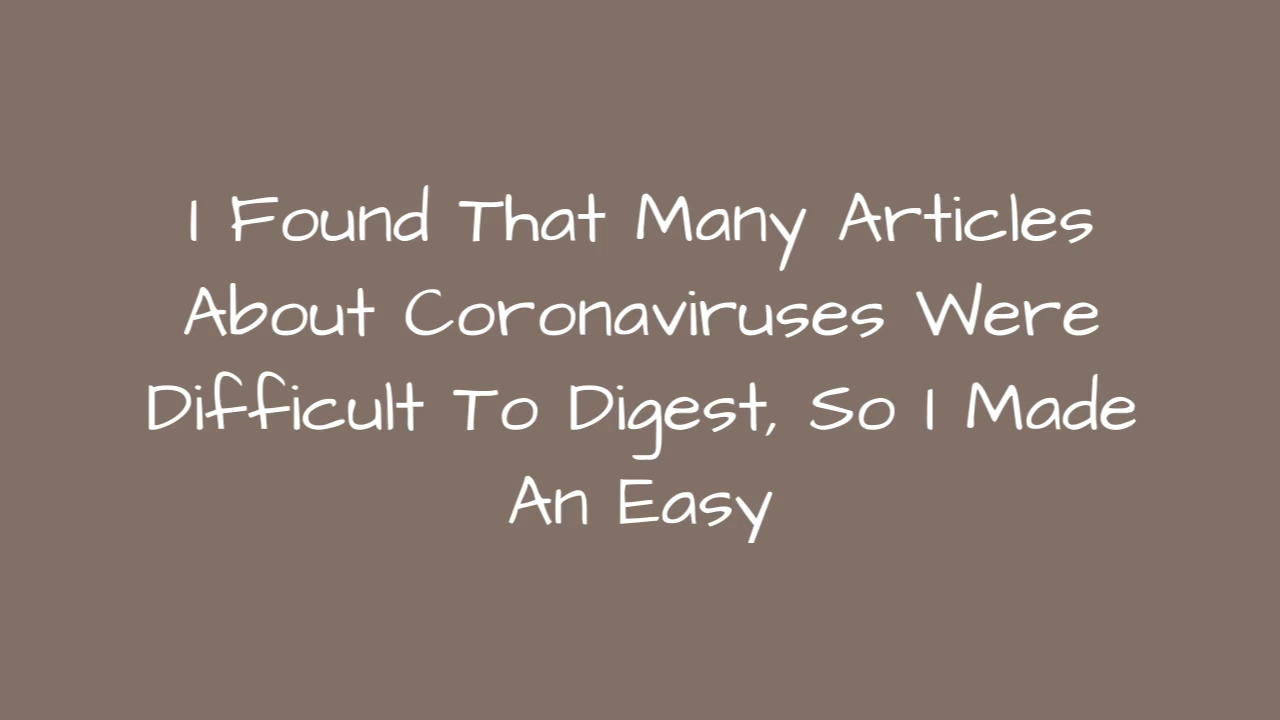 I Found That Many Articles
About Coronaviruses Were
Difficult To Digest, So I Made
An Easy